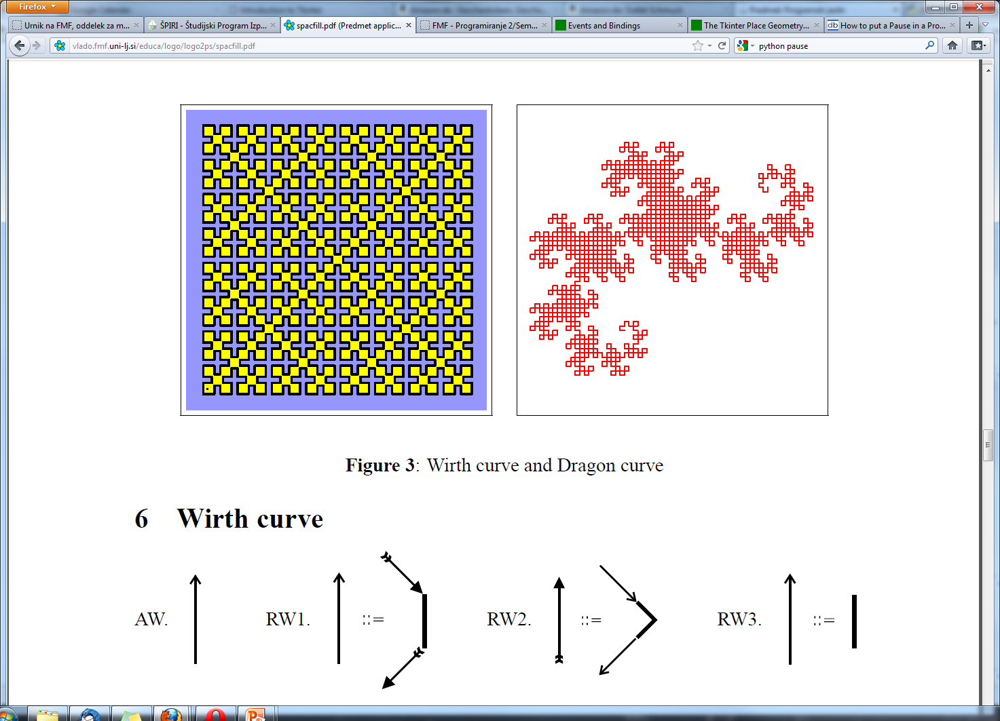 Firefox
Urnik na FMF, oddelek za m...
ŠPIRI - Študijski Program Izp...
spacfill.pdf (Predmet applic...
FMF - Programiranje 2/Sem...
Events and Bindings
The Tkinter Place Geometry...
How to put a Pause in a Pro...
vlado.fmf.uni-lj.si/educa/logo/logo2ps/spacfill.pdf
python pause
Figure 3: Wirth curve and Dragon curve
6 Wirth curve
AW. RW1. ::= RW2. ::= RW3. ::=